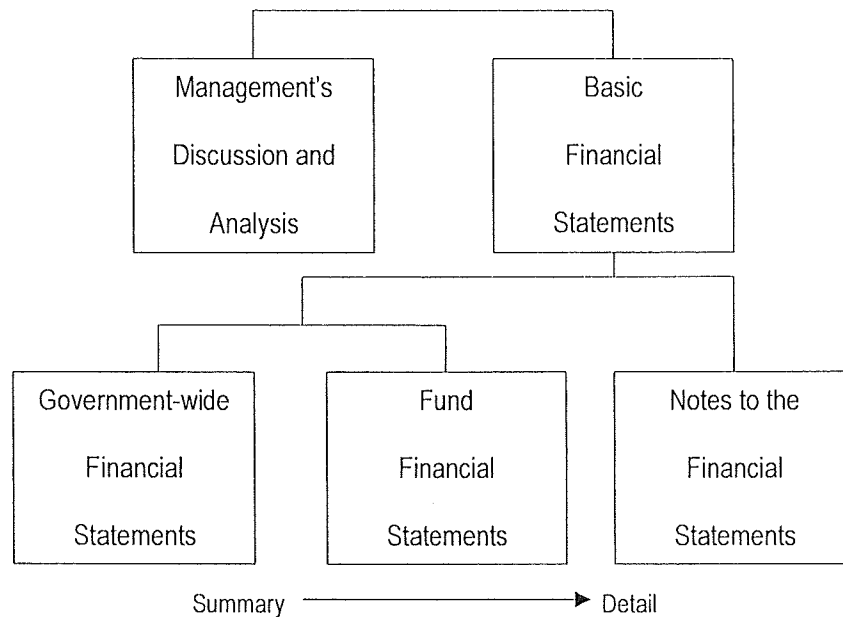 Management's
Discussion and
Analysis
Basic
Financial
Statements
Government-wide
Financial
Statements
Fund
Financial
Statements
Notes to the
Financial
Statements
Summary
Detail